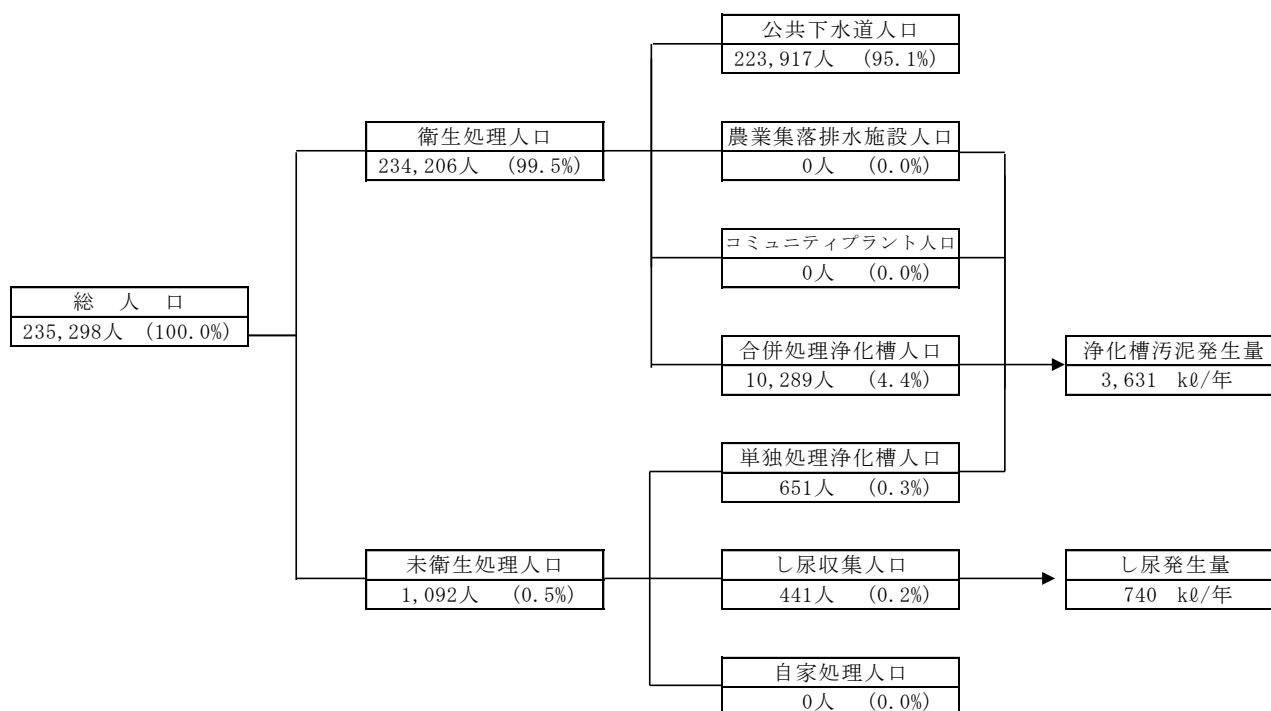 公共下水道人口
223,917人 (95.1%)
衛生処理人口
234,206人 (99.5%)
農業集落排水施設人口
0人 (0.0%)
コミュニティプラント人口
0人 (0.0%)
総 人 口
235,298人 (100.0%)
合併処理浄化槽人口
10,289人 (4.4%)
浄化槽汚泥発生量
3,631 kℓ/年
単独処理浄化槽人口
651人 (0.3%)
未衛生処理人口
1,092人 (0.5%)
し尿収集人口
441人 (0.2%)
し尿発生量
740 kℓ/年
自家処理人口
0人 (0.0%)